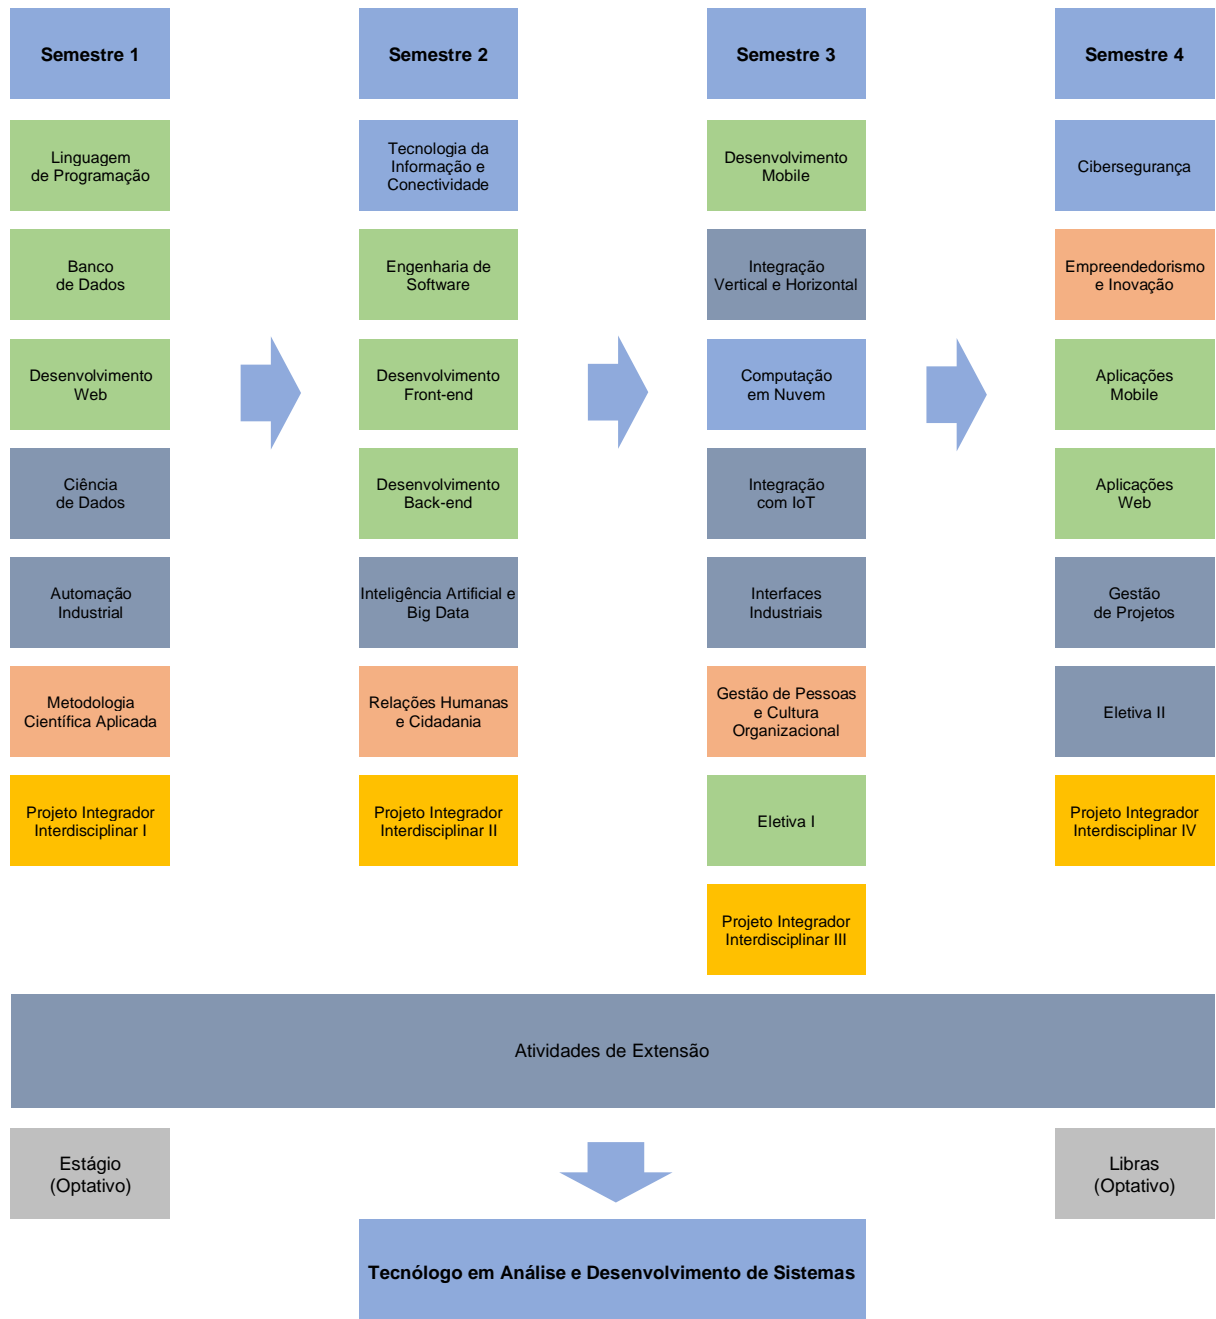 Semestre 1
Semestre 2
Semestre 3
Semestre 4
Linguagem
de Programação
Tecnologia da
Informação e
Conectividade
Desenvolvimento
Mobile
Cibersegurança
Banco
de Dados
Engenharia de
Software
Integração
Vertical e Horizontal
Empreendedorismo
e Inovação
Desenvolvimento
Web
Desenvolvimento
Front-end
Computação
em Nuvem
Aplicações
Mobile
Ciência
de Dados
Desenvolvimento
Back-end
Integração
com IoT
Aplicações
Web
Automação
Industrial
Inteligência Artificial e
Big Data
Interfaces
Industriais
Gestão
de Projetos
Metodologia
Científica Aplicada
Relações Humanas
e Cidadania
Gestão de Pessoas
e Cultura
Organizacional
Eletiva II
Projeto Integrador
Interdisciplinar I
Projeto Integrador
Interdisciplinar II
Eletiva I
Projeto Integrador
Interdisciplinar IV
Projeto Integrador
Interdisciplinar III
Atividades de Extensão
Estágio
(Optativo)
Libras
(Optativo)
Tecnólogo em Análise e Desenvolvimento de Sistemas